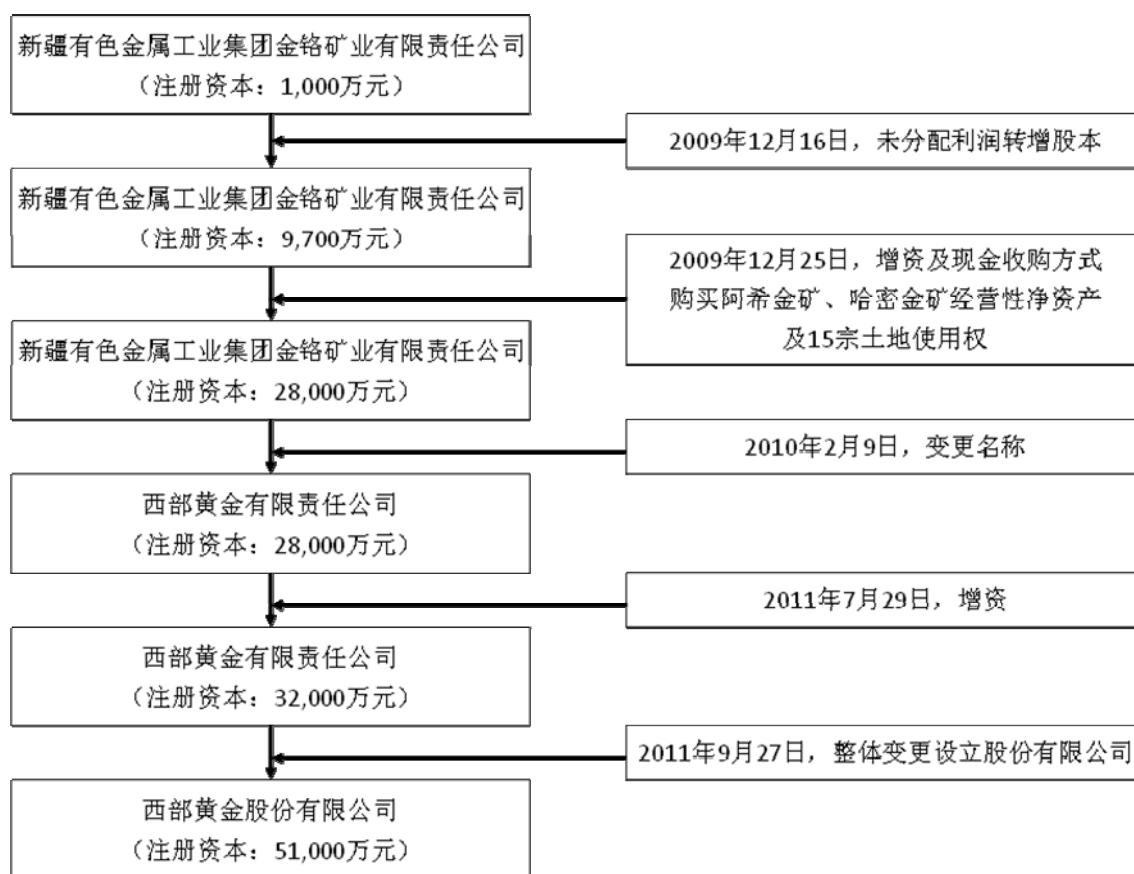 新疆有色金属工业集团金铬矿业有限责任公司
（注册资本：1,000万元）
2009年12月16日，未分配利润转增股本
新疆有色金属工业集团金铬矿业有限责任公司
（注册资本：9,700万元）
2009年12月25日，增资及现金收购方式
购买阿希金矿、哈密金矿经营性净资产
及15宗土地使用权
新疆有色金属工业集团金铬矿业有限责任公司
（注册资本：28,000万元）
2010年2月9日，变更名称
西部黄金有限责任公司
（注册资本：28,000万元）
2011年7月29日，增资
西部黄金有限责任公司
（注册资本：32,000万元）
2011年9月27日，整体变更设立股份有限公司
西部黄金股份有限公司
（注册资本：51,000万元）